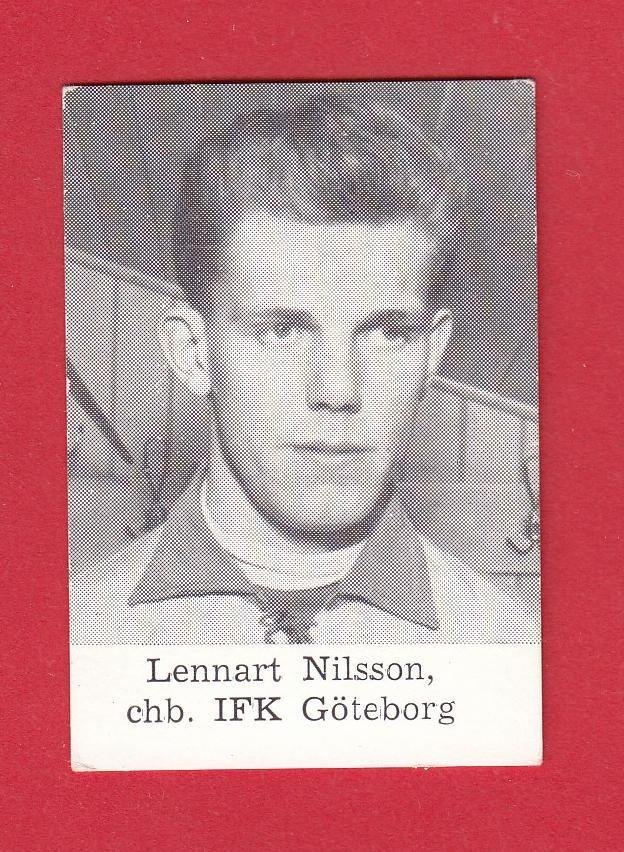 Lennart Nilsson,
chb. IFK Göteborg